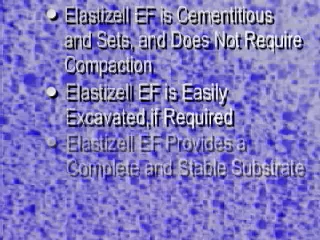 • Elastizell EF is Cementitious
and Sets, and Does Not Require
Compaction
• Elastizell EF is Easily
Excavated,if Required
• Elastizell EF Provides a
Complete and Stable Substrate